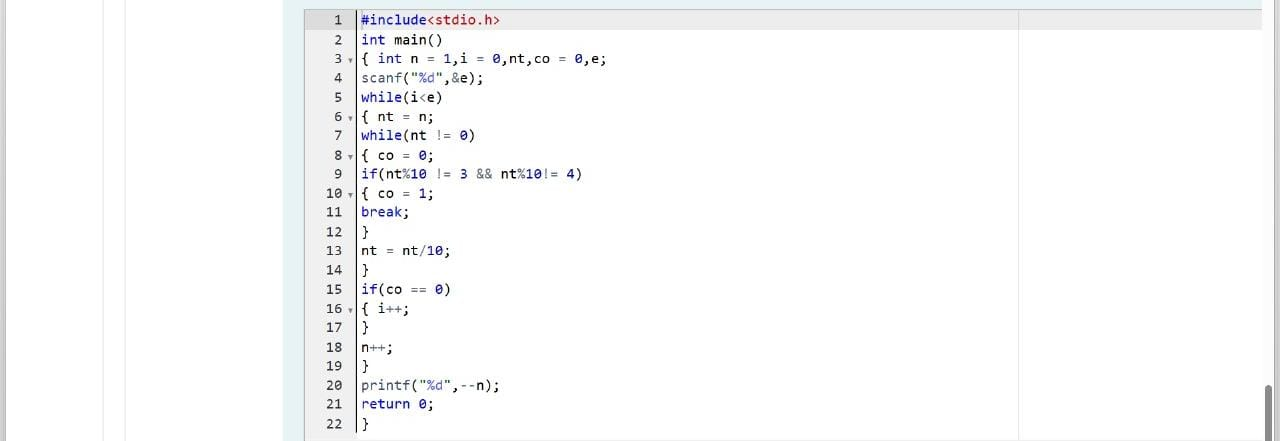 1 #include<stdio.h>
2 int main()
3 { int n = 1,i = 0,nt,co = 0,e;
4 scanf("%d",&e);
5 while(i<e)
6 { nt = n;
7 while(nt != 0)
8 { co = 0;
9 if(nt%10 != 3 && nt%10!= 4)
10 { co = 1;
11 break;
12 }
13 nt = nt/10;
14 }
15 if(co == 0)
16 { i++;
17 }
18 n++;
19 }
20 printf("%d",--n);
21 return 0;
22 }